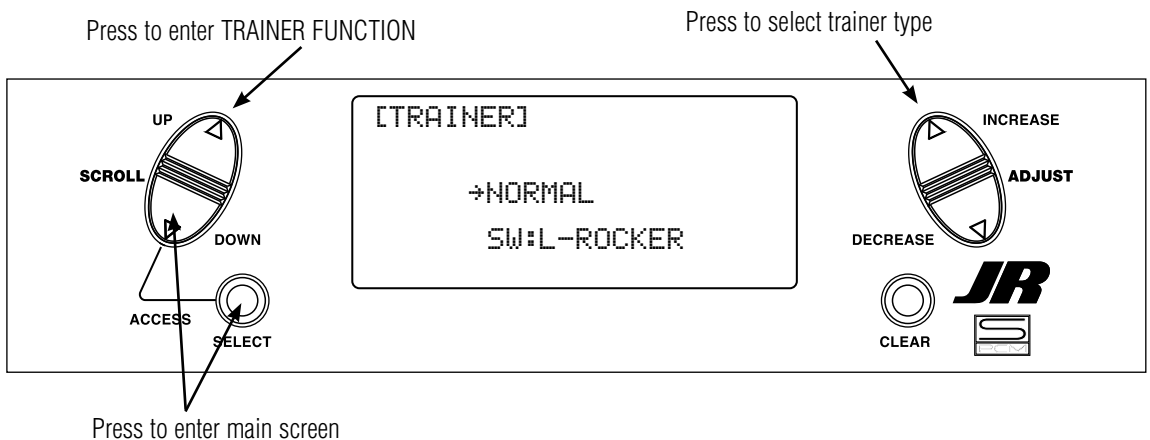 Press to enter TRAINER FUNCTION
Press to select trainer type
UP
SCROLL
DOWN
ACCESS
SELECT
[TRAINER]
→NORMAL
SW:L-ROCKER
INCREASE
ADJUST
DECREASE
CLEAR
JR
S
PCM
Press to enter main screen